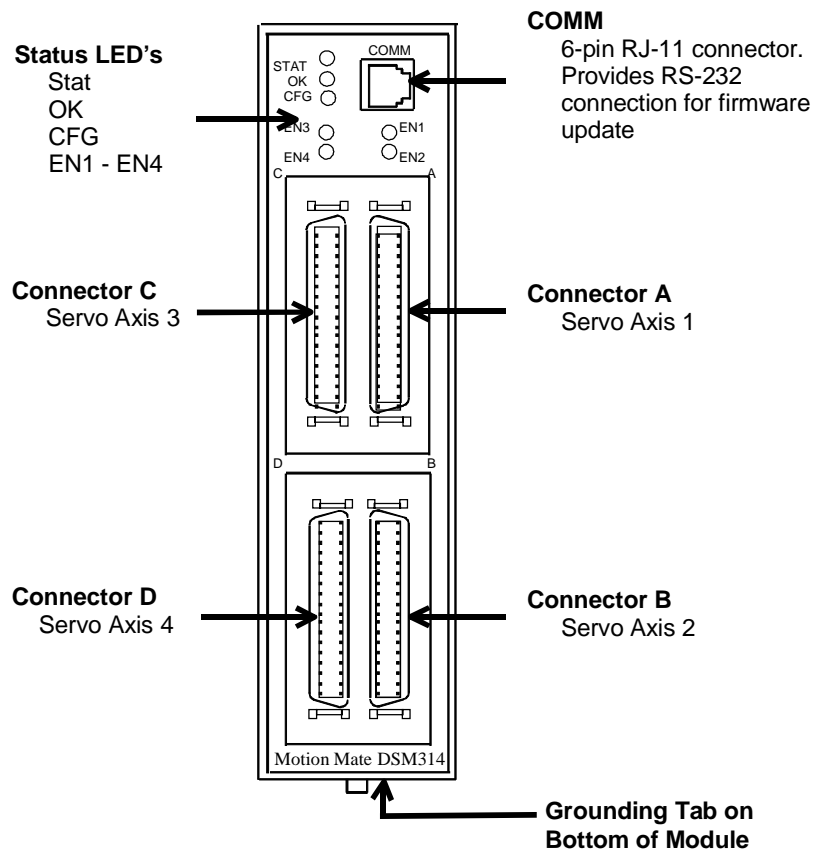 Status LED's
Stat
OK
CFG
EN1 - EN4
COMM
6-pin RJ-11 connector.
Provides RS-232
connection for firmware
update
STAT
OK
CFG
COMM
EN3
EN1
EN4
EN2
C
A
Connector C
Servo Axis 3
Connector A
Servo Axis 1
D
B
Connector D
Servo Axis 4
Connector B
Servo Axis 2
Motion Mate DSM314
Grounding Tab on
Bottom of Module